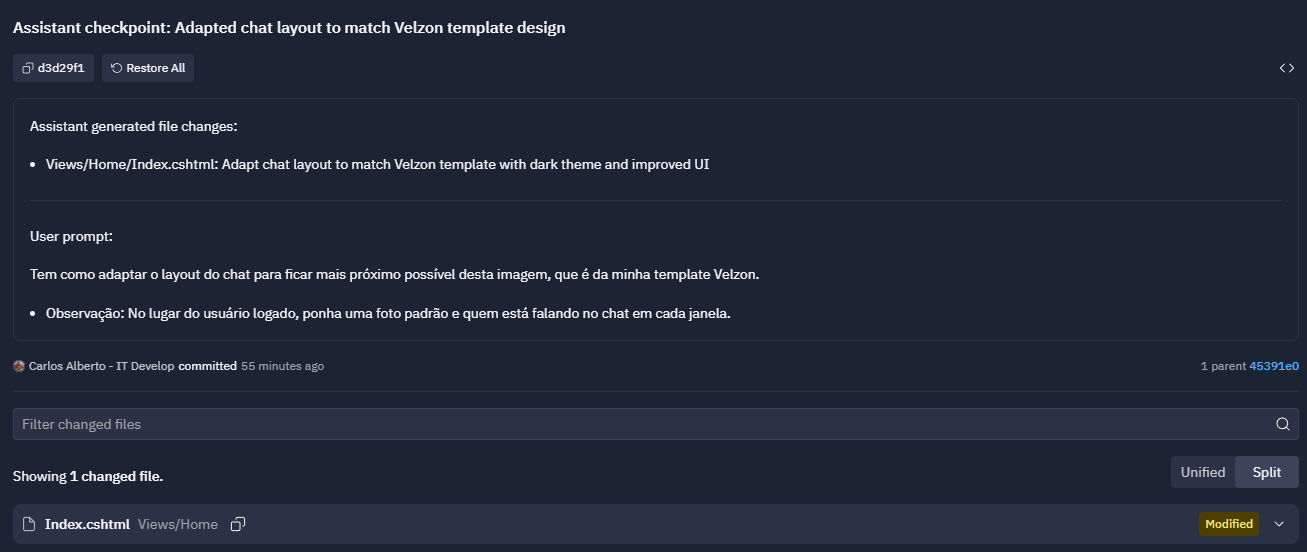 Assistant checkpoint: Adapted chat layout to match Velzon template design
d3d29f1 Restore All
Assistant generated file changes:
• Views/Home/Index.cshtml: Adapt chat layout to match Velzon template with dark theme and improved UI
User prompt:
Tem como adaptar o layout do chat para ficar mais próximo possível desta imagem, que é da minha template Velzon.
• Observação: No lugar do usuário logado, ponha uma foto padrão e quem está falando no chat em cada janela.
Carlos Alberto - IT Develop committed 55 minutes ago 1 parent 45391e0
Filter changed files
Showing 1 changed file. Unified Split
Index.cshtml Views/Home Modified